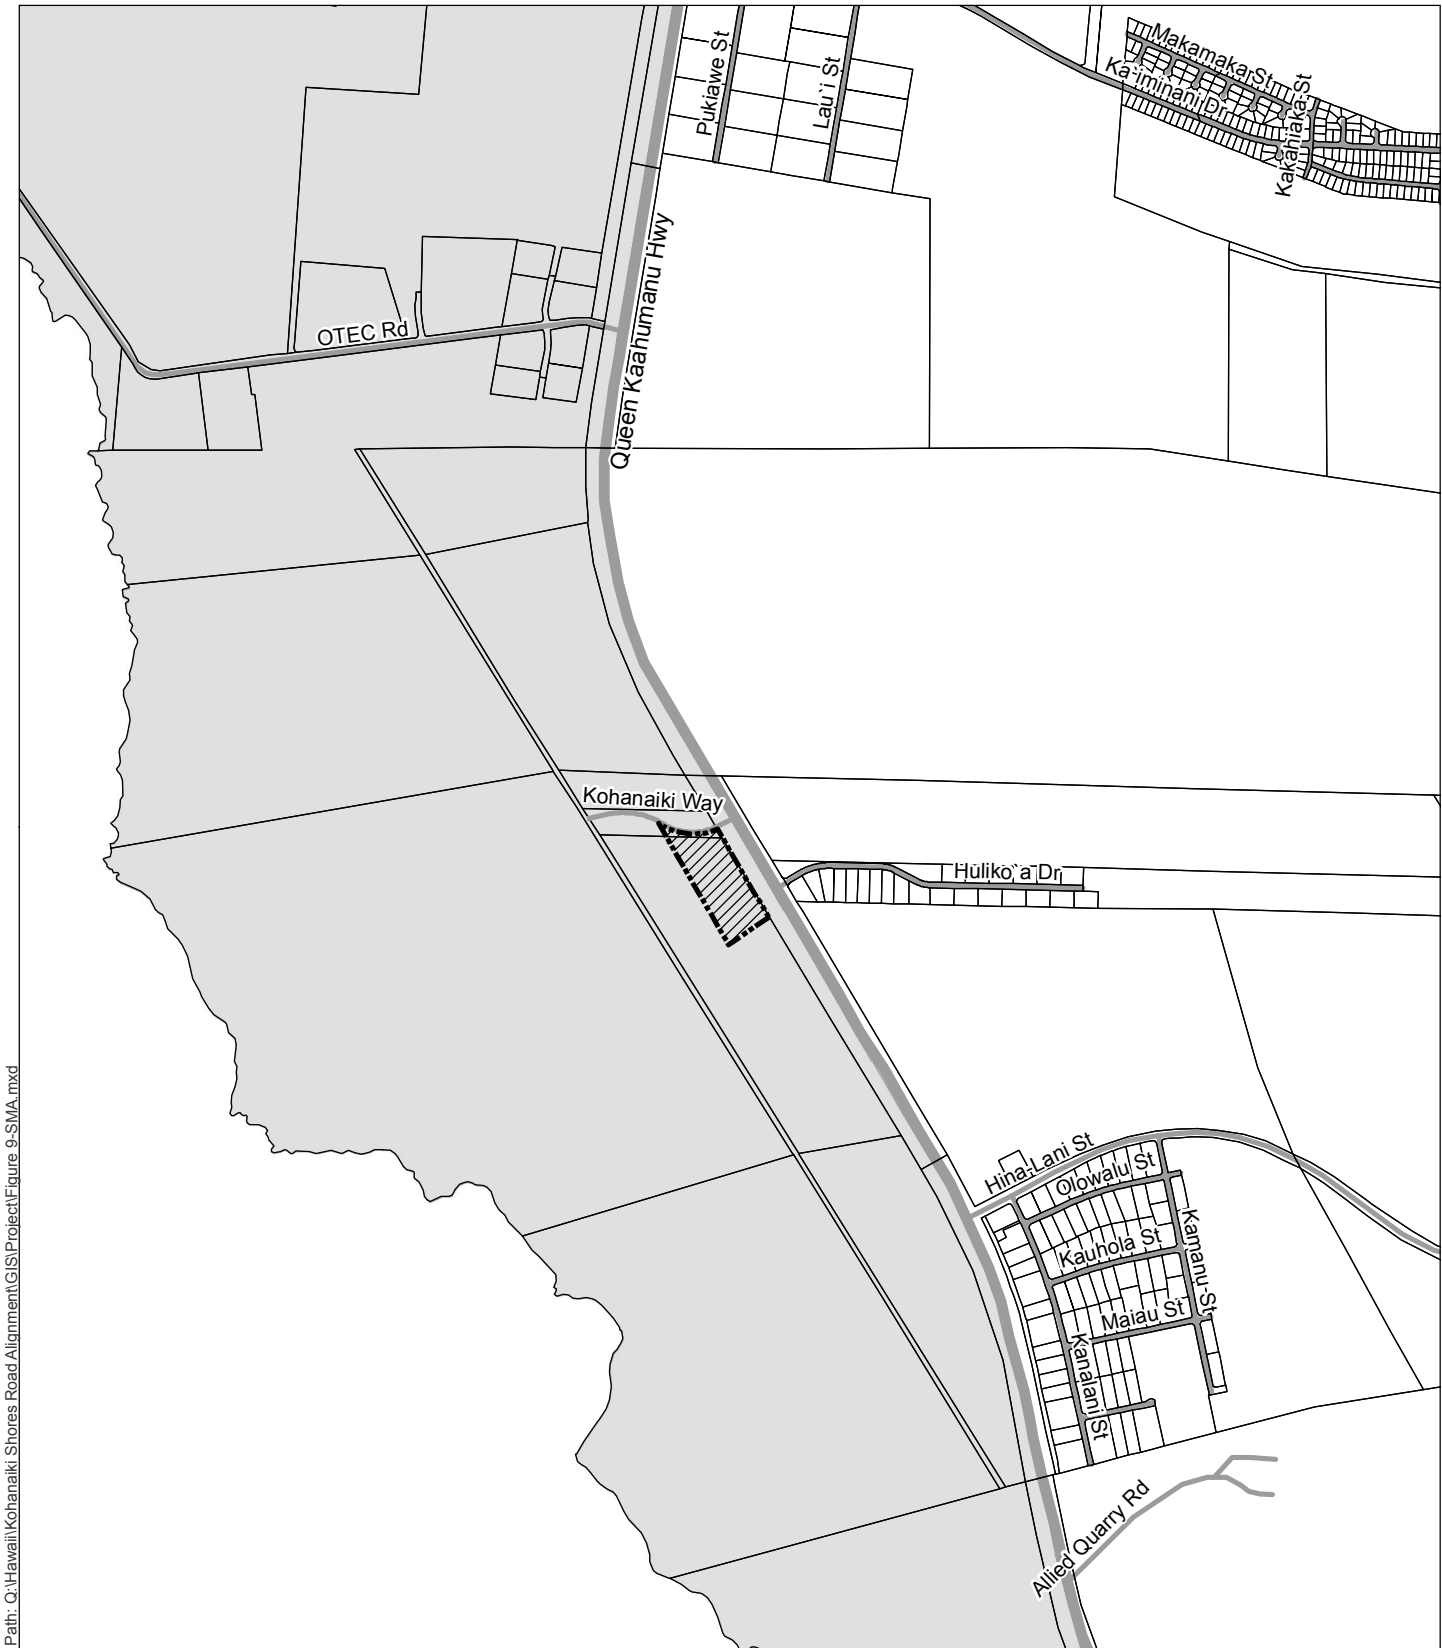 Makamaka St
Ka`iminani Dr
Kakahiaka St
Pukiawe St
Lau`i St
Queen Kaahumanu Hwy
OTEC Rd
Kohanaiki Way
Huliko`a Dr
Hina-Lani St
Olowalu St
Kauhola St
Kamanu St
Maiau St
Kanalani St
Allied Quarry Rd
Path: Q:\Hawaii\Kohanaiki Shores Road Alignment\GIS\Project\Figure 9-SMA.mxd